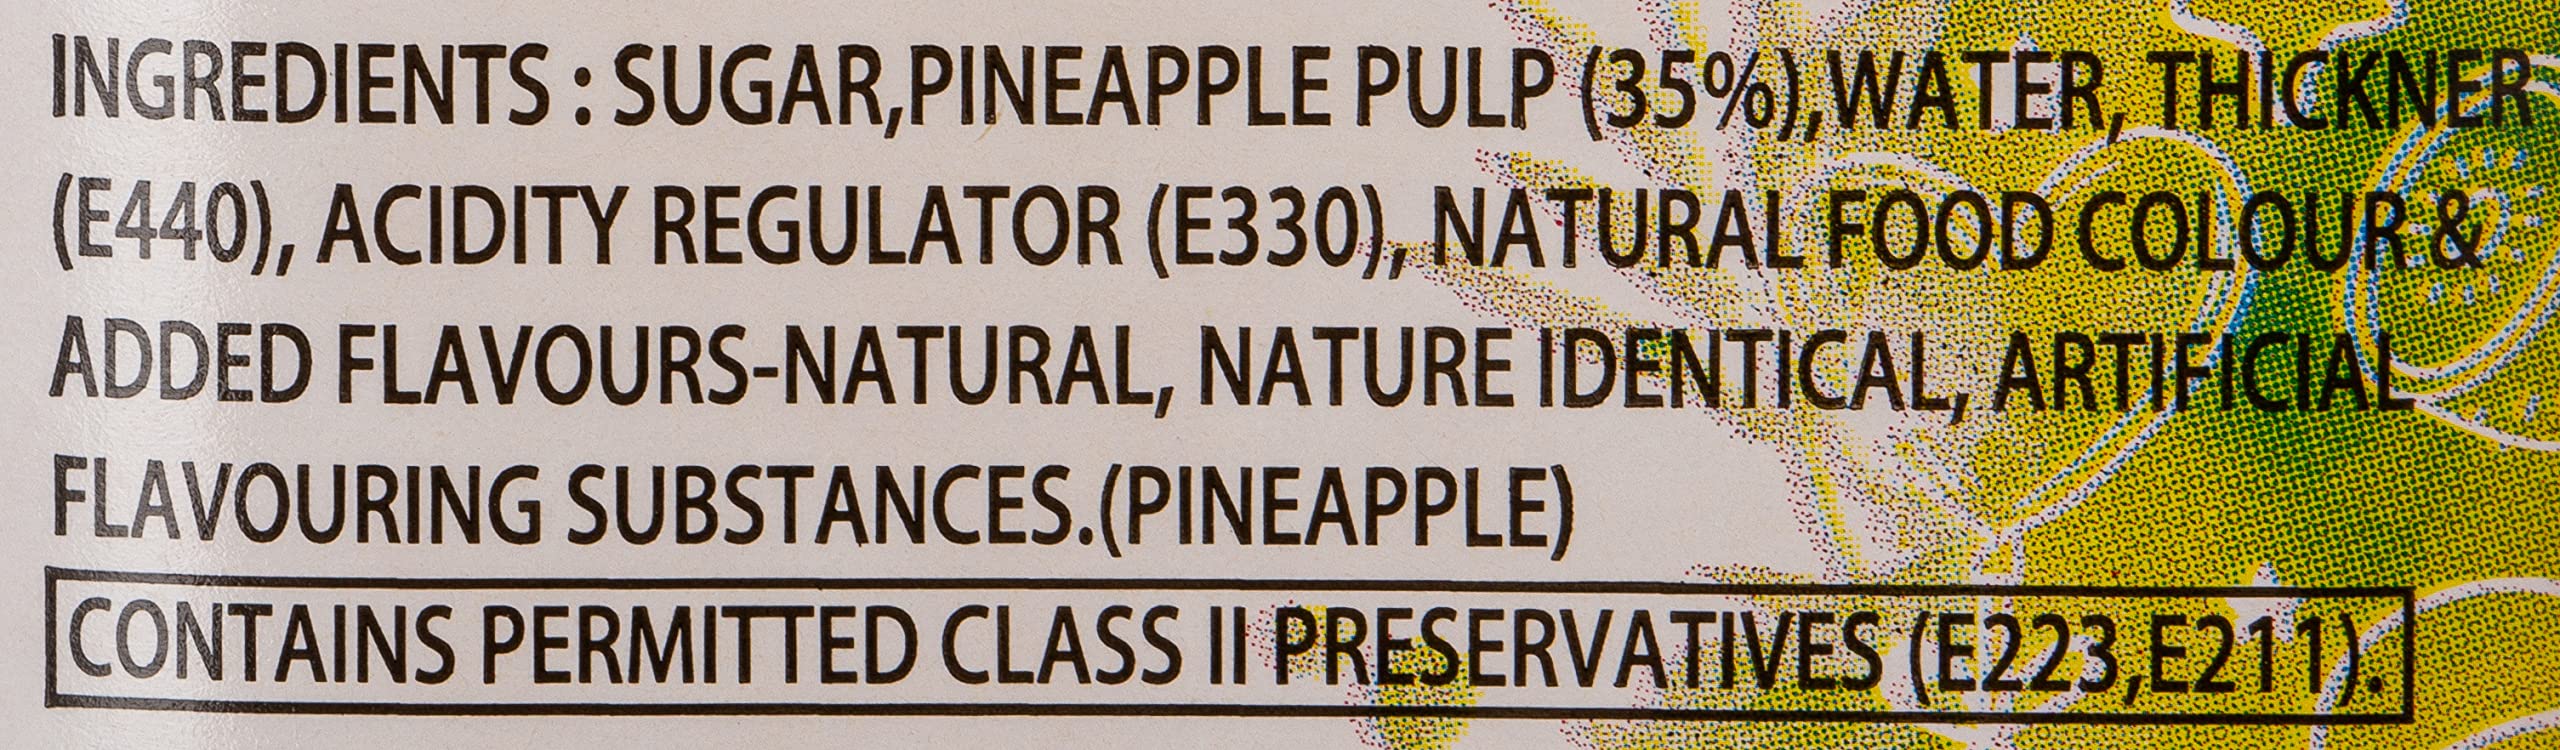 INGREDIENTS : SUGAR,PINEAPPLE PULP (35%),WATER, THICKNER
(E440), ACIDITY REGULATOR (E330), NATURAL FOOD COLOUR &
ADDED FLAVOURS-NATURAL, NATURE IDENTICAL, ARTIFICIAL
FLAVOURING SUBSTANCES.(PINEAPPLE)
CONTAINS PERMITTED CLASS II PRESERVATIVES (E223,E211).